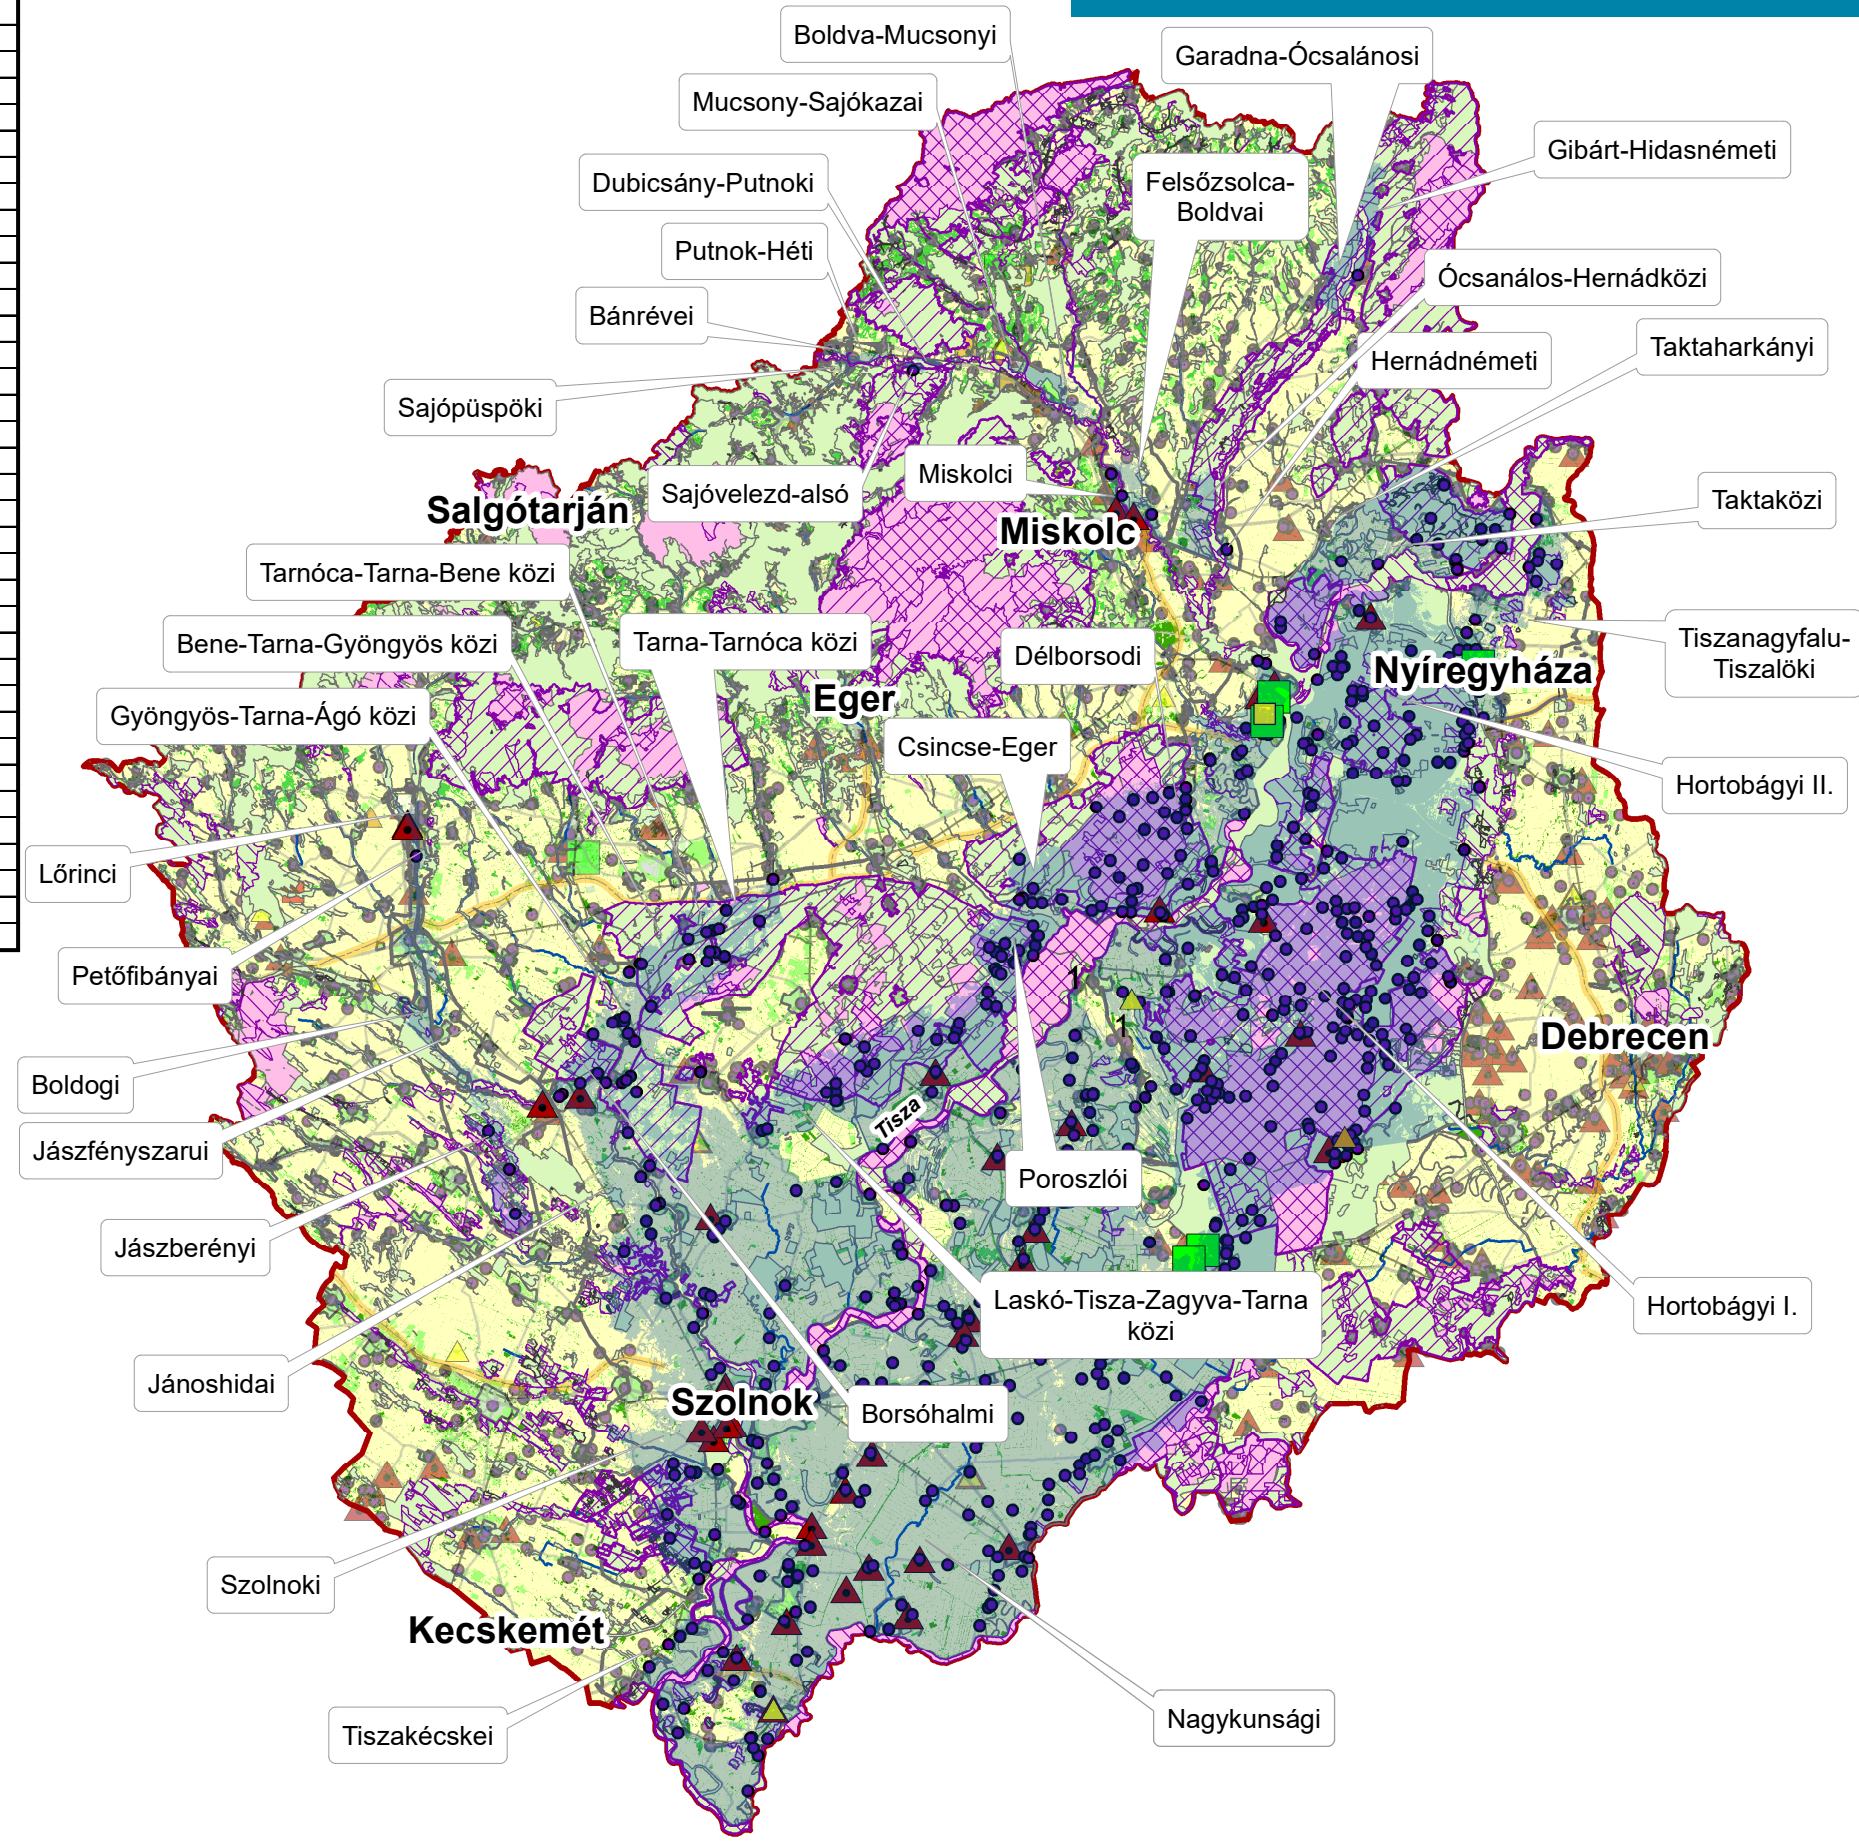 Boldva-Mucsonyi
Garadna-Ócsalánosi
Mucsony-Sajókazai
Gibárt-Hidasnémeti
Dubicsány-Putnoki
Felsőzsolca-
Boldvai
Putnok-Héti
Ócsanálos-Hernádközi
Bánrévei
Taktaharkányi
Hernádnémeti
Sajópüspöki
Miskolci
Sajóvelezd-alsó
Taktaközi
Salgótarján
Miskolc
Tarnóca-Tarna-Bene közi
Bene-Tarna-Gyöngyös közi
Tarna-Tarnóca közi
Délborsodi
Tiszanagyfalu-
Tiszalöki
Nyíregyháza
Eger
Gyöngyös-Tarna-Ágó közi
Csincse-Eger
Hortobágyi II.
Lőrinci
Petőfibányai
1
1
Debrecen
Boldogi
Tisza
Jászfényszarui
Poroszlói
Jászberényi
Laskó-Tisza-Zagyva-Tarna
közi
Hortobágyi I.
Jánoshidai
Szolnok
Borsóhalmi
Szolnoki
Kecskemét
Nagykunsági
Tiszakécskei